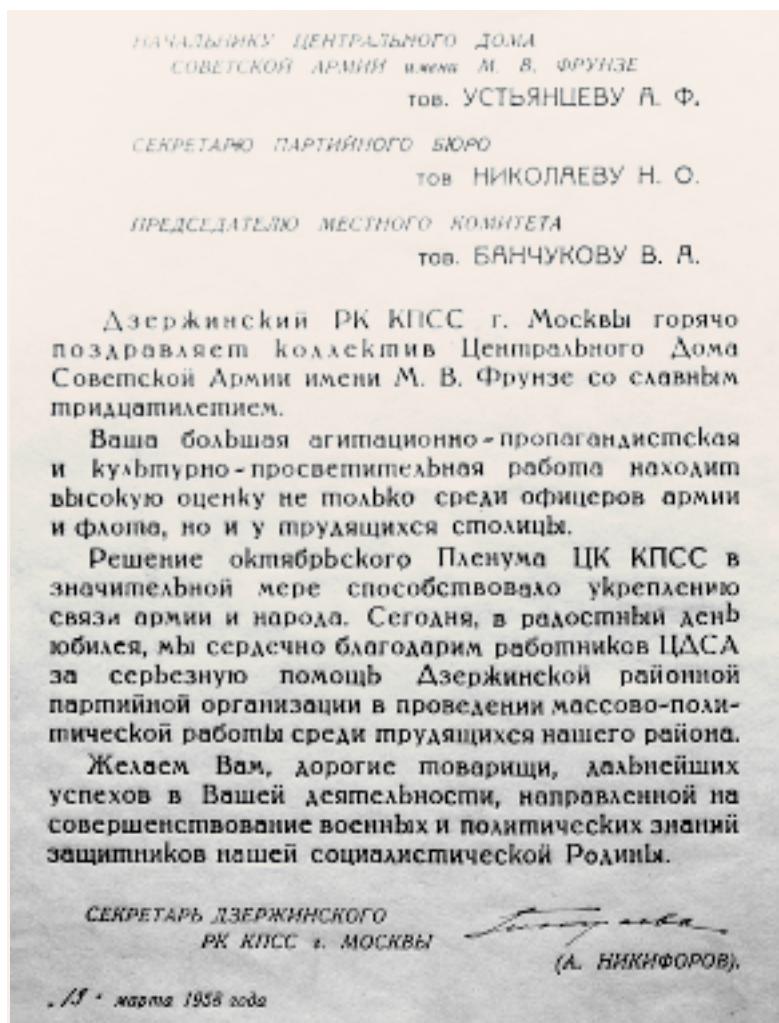 НАЧАЛЬНИКУ ЦЕНТРАЛЬНОГО ДОМА
СОВЕТСКОЙ АРМИИ имени М. В. ФРУНЗЕ
тов. УСТЬЯНЦЕВУ А. Ф.
СЕКРЕТАРЮ ПАРТИЙНОГО БЮРО
тов НИКОЛАЕВУ Н. О.
ПРЕДСЕДАТЕЛЮ МЕСТНОГО КОМИТЕТА
тов. БАНЧУКОВУ В. А.
Дзержинский РК КПСС г. Москвы горячо
поздравляет коллектив Центрального Дома
Советской Армии имени М. В. Фрунзе со славным
тридцатилетием.
Ваша большая агитационно-пропагандистская
и культурно-просветительная работа находит
высокую оценку не только среди офицеров армии
и флота, но и у трудящихся столицы.
Решение октябрьского Пленума ЦК КПСС в
значительной мере способствовало укреплению
связи армии и народа. Сегодня, в радостный день
юбилея, мы сердечно благодарим работников ЦДСА
за серьезную помощь Дзержинской районной
партийной организации в проведении массово-поли-
тической работы среди трудящихся нашего района.
Желаем Вам, дорогие товарищи, дальнейших
успехов в Вашей деятельности, направленной на
совершенствование военных и политических знаний
защитников нашей социалистической Родины.
СЕКРЕТАРЬ ДЗЕРЖИНСКОГО
РК КПСС г. МОСКВЫ
(А. НИКИФОРОВ).
марта 1958 года